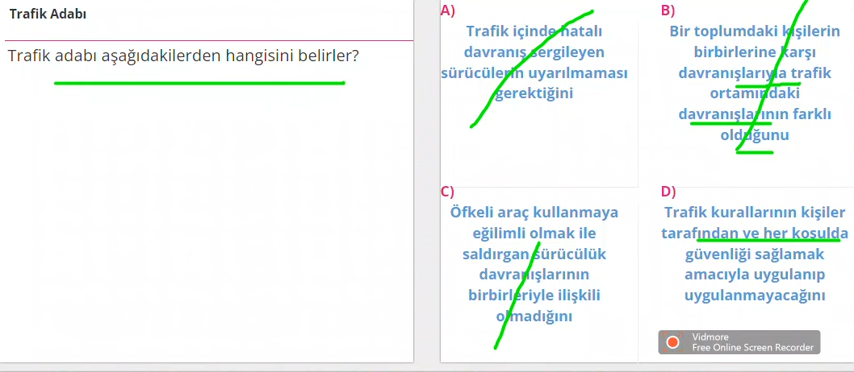 Trafik Adabı
Trafik adabı aşağıdakilerden hangisini belirler?
A)
Trafik içinde hatalı
davranış sergileyen
sürücülerin uyarılmaması
gerektiğini
B)
Bir toplumdaki kişilerin
birbirlerine karşı
davranışlarıyla trafik
ortamındaki
davranışlarının farklı
olduğunu
C)
Öfkeli araç kullanmaya
eğilimli olmak ile
saldırgan sürücülük
davranışlarının
birbirleriyle ilişkili
olmadığını
D)
Trafik kurallarının kişiler
tarafından ve her koşulda
güvenliği sağlamak
amacıyla uygulanıp
uygulanmayacağını
Vidmore
Free Online Screen Recorder